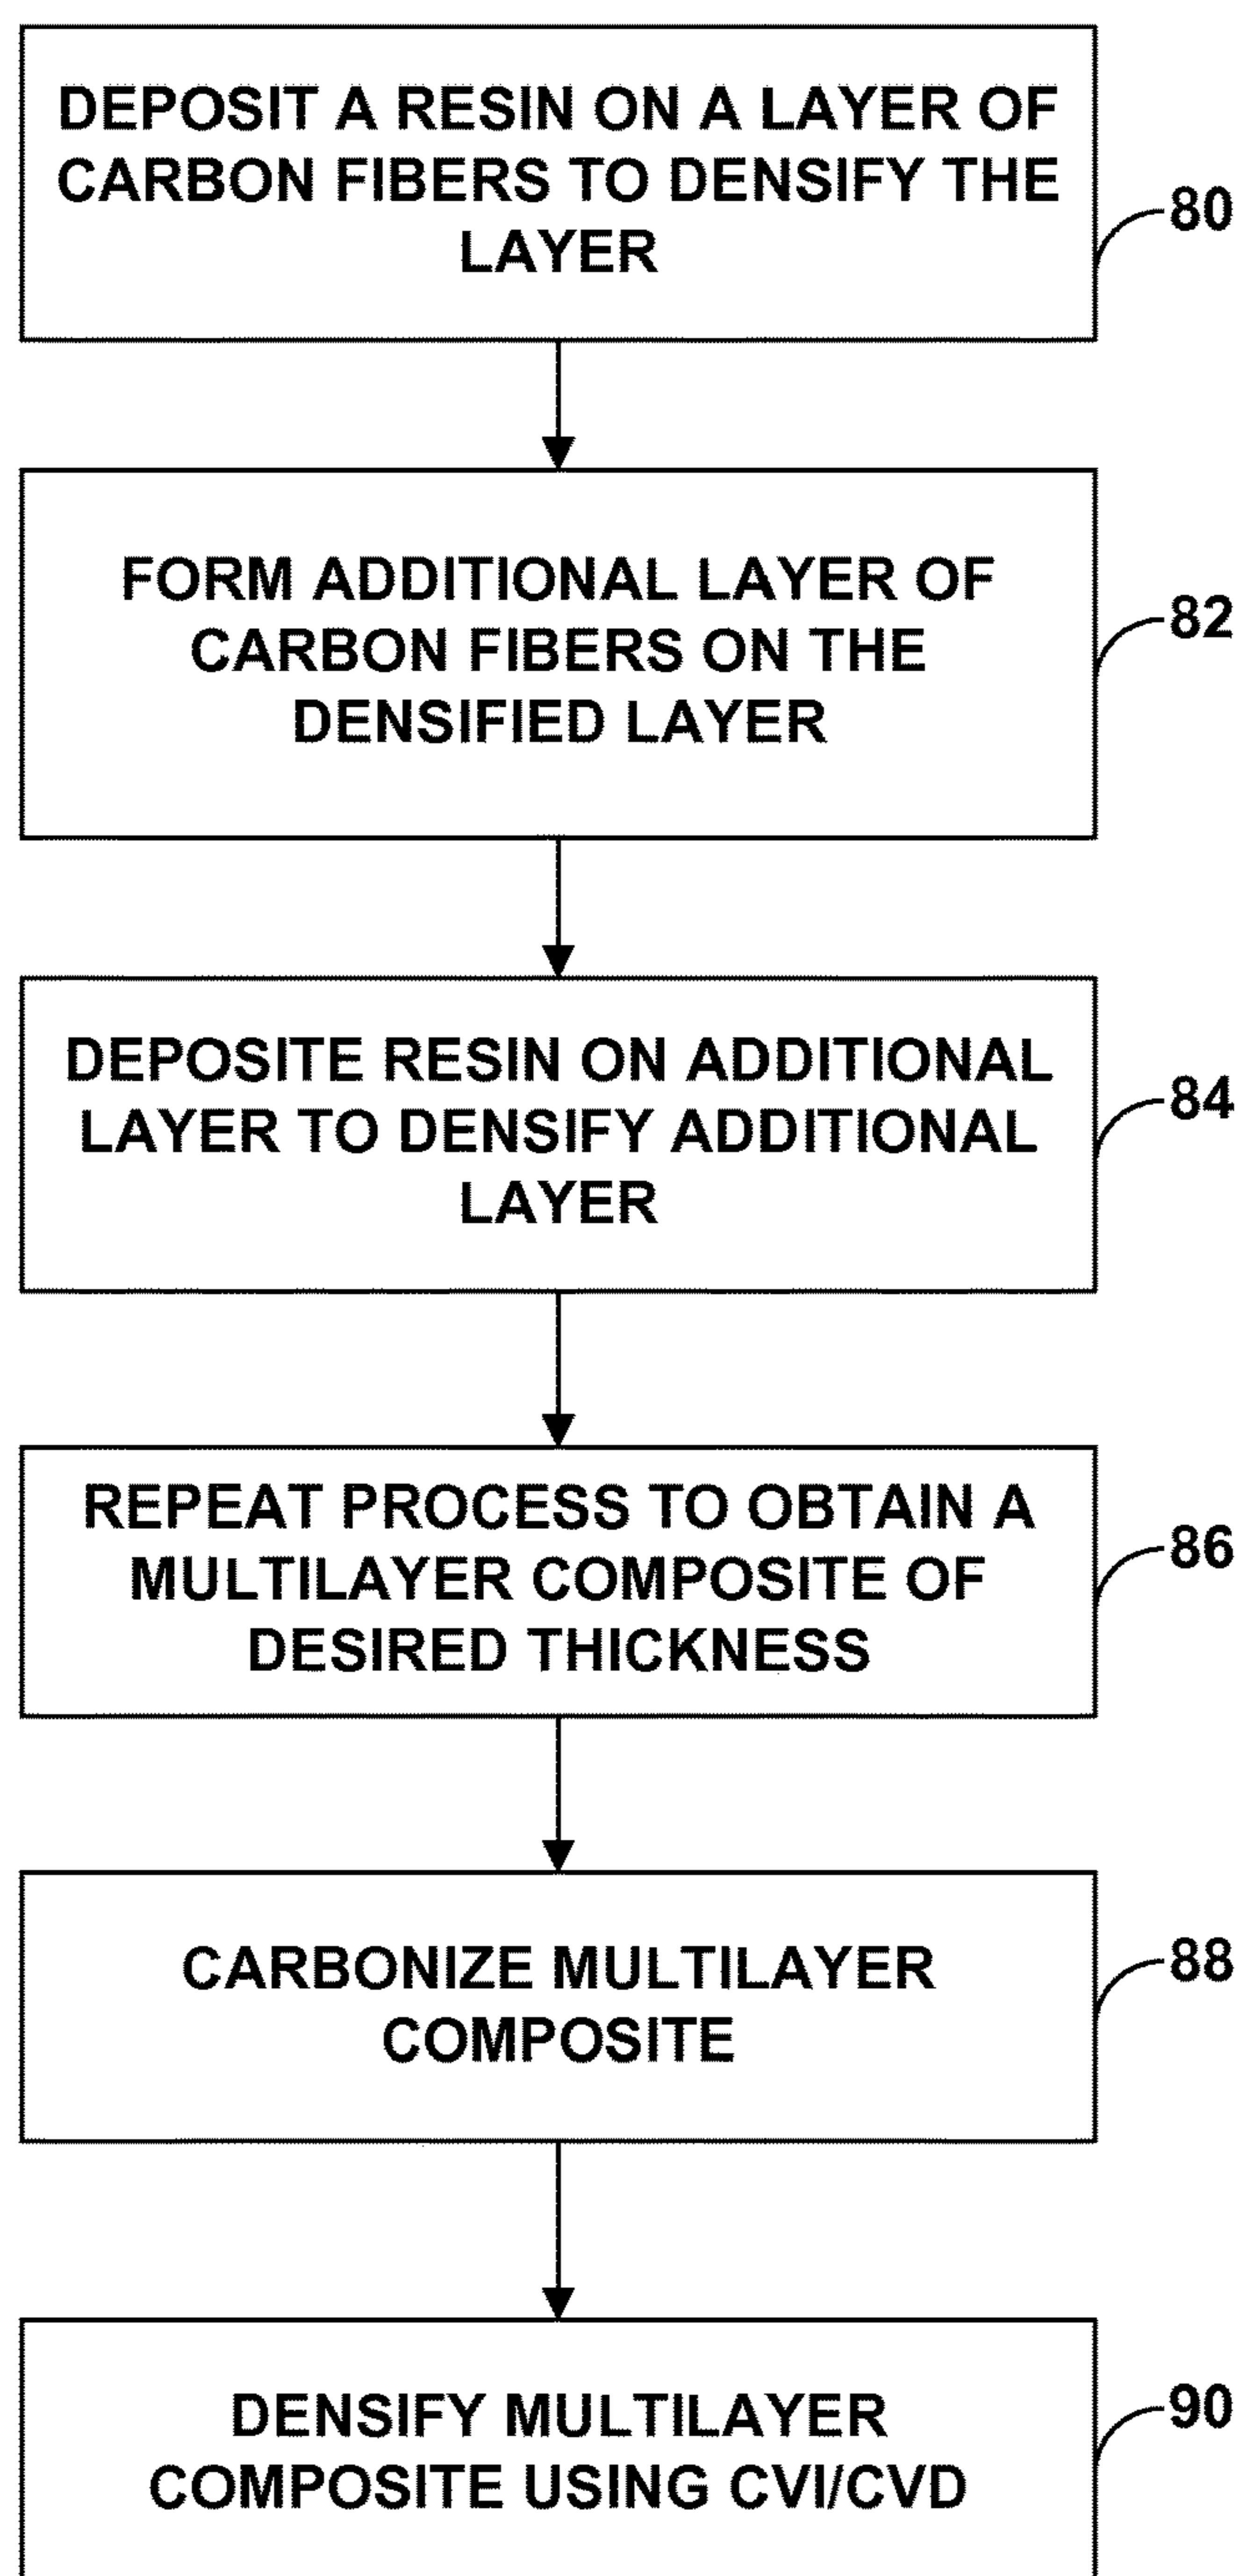 DEPOSIT A RESIN ON A LAYER OF
CARBON FIBERS TO DENSIFY THE
LAYER
80
FORM ADDITIONAL LAYER OF
CARBON FIBERS ON THE
DENSIFIED LAYER
82
DEPOSITE RESIN ON ADDITIONAL
LAYER TO DENSIFY ADDITIONAL
LAYER
84
REPEAT PROCESS TO OBTAIN A
MULTILAYER COMPOSITE OF
DESIRED THICKNESS
86
CARBONIZE MULTILAYER
COMPOSITE
88
DENSIFY MULTILAYER
COMPOSITE USING CVI/CVD
90